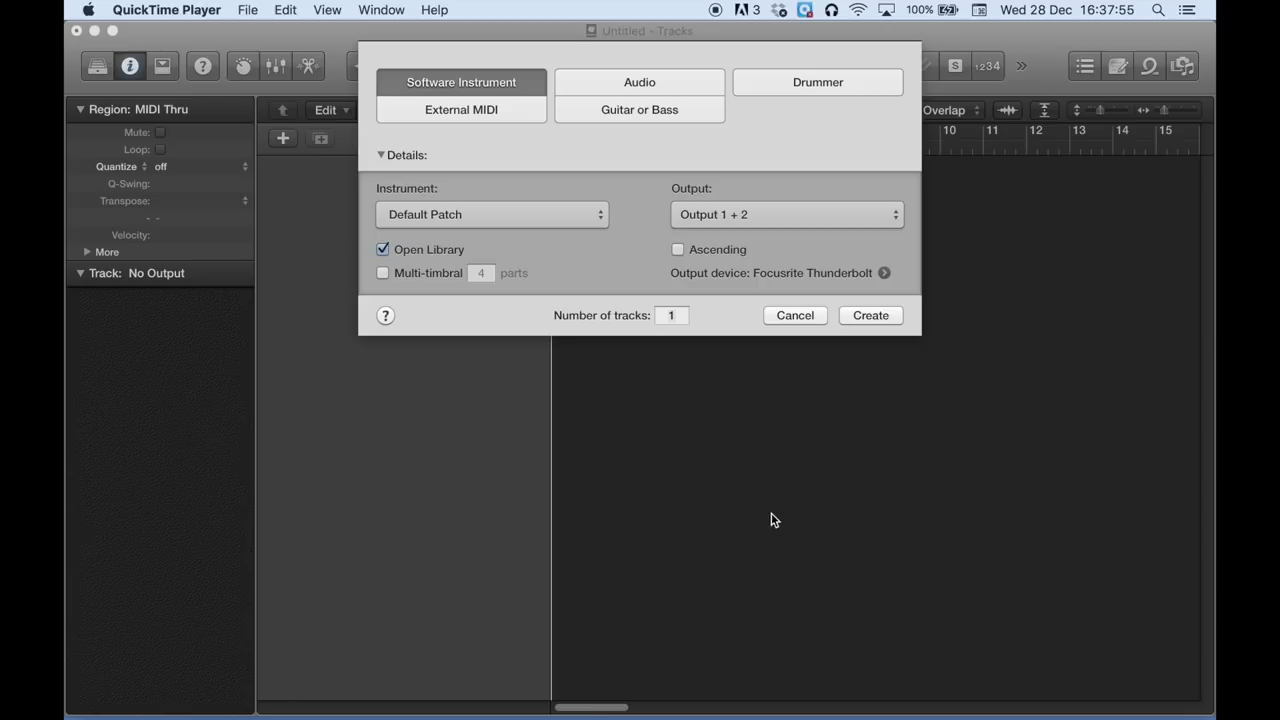 QuickTime Player File Edit View Window Help 3 100% Wed 28 Dec 16:37:55
Untitled - Tracks
Software Instrument Audio Drummer
External MIDI Guitar or Bass
S 1234
Region: MIDI Thru
Edit
Overlap
Mute:
Loop:
Quantize off
Q-Swing:
Transpose:
- -
Velocity:
More
Track: No Output
10 11 12 13 14 15
Details:
Instrument: Output:
Default Patch Output 1 + 2
Open Library Ascending
Multi-timbral 4 parts Output device: Focusrite Thunderbolt
? Number of tracks: 1 Cancel Create